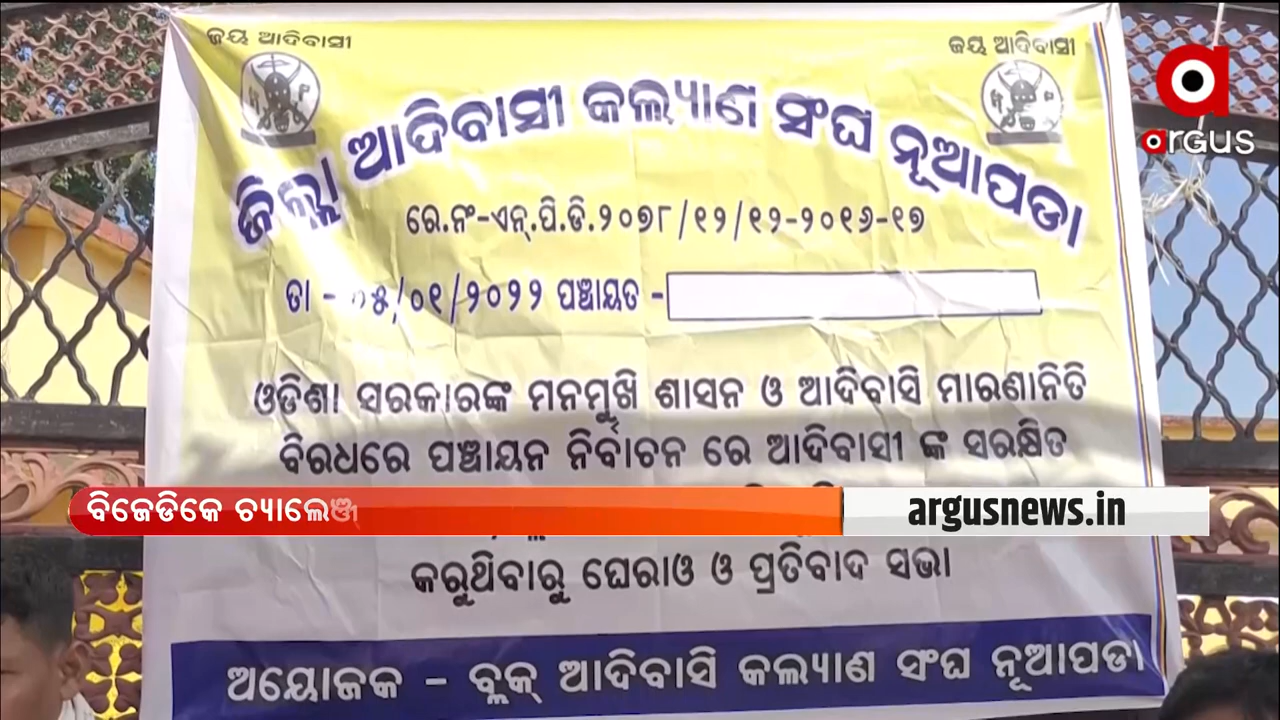 ଜୟ ଆଦିବାସୀ
ଜୟ ଆଦିବାସୀ
argus
ଜିଲ୍ଲା ଆଦିବାସୀ କଲ୍ୟାଣ ସଂଘ ନୂଆପଡା
ରେ.ନଂ-ଏନ୍.ପି.ଡି.୨୦୭୮/୧୨/୧୨-୨୦୧୬-୧୭
ତା - ୦୫/୦୧/୨୦୨୨ ପଞ୍ଚାୟତ -
ଓଡିଶା ସରକାରଙ୍କ ମନମୁର୍ଖି ଶାସନ ଓ ଆଦିବାସି ମାରଣାନିତି
ବିରଧରେ ପଞ୍ଚାୟନ ନିର୍ବାଚନ ରେ ଆଦିବାସୀ ଙ୍କ ସରକ୍ଷିତ
ବିଜେଡିକେ ଚ୍ୟାଲେଞ୍ଜ
argusnews.in
କରୁଥିବାରୁ ଘେରାଓ ଓ ପ୍ରତିବାଦ ସଭା
ଅୟୋଜକ - ବ୍ଲକ୍ ଆଦିବାସି କଲ୍ୟାଣ ସଂଘ ନୂଆପଡା